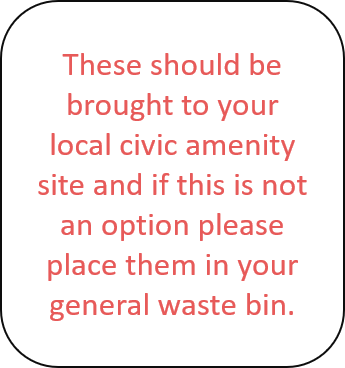 These should be
brought to your
local civic amenity
site and if this is not
an option please
place them in your
general waste bin.